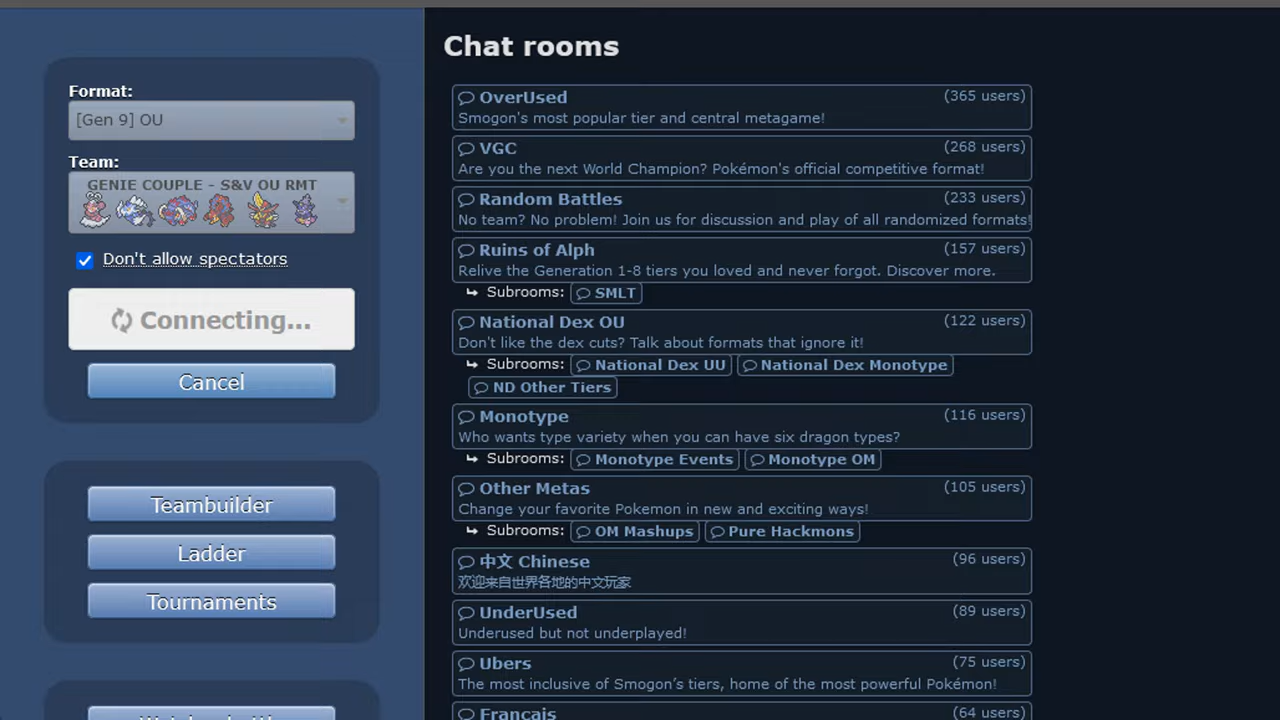 Format:
[Gen 9] OU
Team:
GENIE COUPLE - S&V OU RMT
Don't allow spectators
Connecting...
Cancel
Teambuilder
Ladder
Tournaments
Chat rooms
OverUsed (365 users)
Smogon's most popular tier and central metagame!
VGC (268 users)
Are you the next World Champion? Pokémon's official competitive format!
Random Battles (233 users)
No team? No problem! Join us for discussion and play of all randomized formats!
Ruins of Alph (157 users)
Relive the Generation 1-8 tiers you loved and never forgot. Discover more.
Subrooms: SMLT
National Dex OU (122 users)
Don't like the dex cuts? Talk about formats that ignore it!
Subrooms: National Dex UU National Dex Monotype
ND Other Tiers
Monotype (116 users)
Who wants type variety when you can have six dragon types?
Subrooms: Monotype Events Monotype OM
Other Metas (105 users)
Change your favorite Pokemon in new and exciting ways!
Subrooms: OM Mashups Pure Hackmons
中文 Chinese (96 users)
欢迎来自世界各地的中文玩家
UnderUsed (89 users)
Underused but not underplayed!
Ubers (75 users)
The most inclusive of Smogon’s tiers, home of the most powerful Pokémon!
Français (64 users)